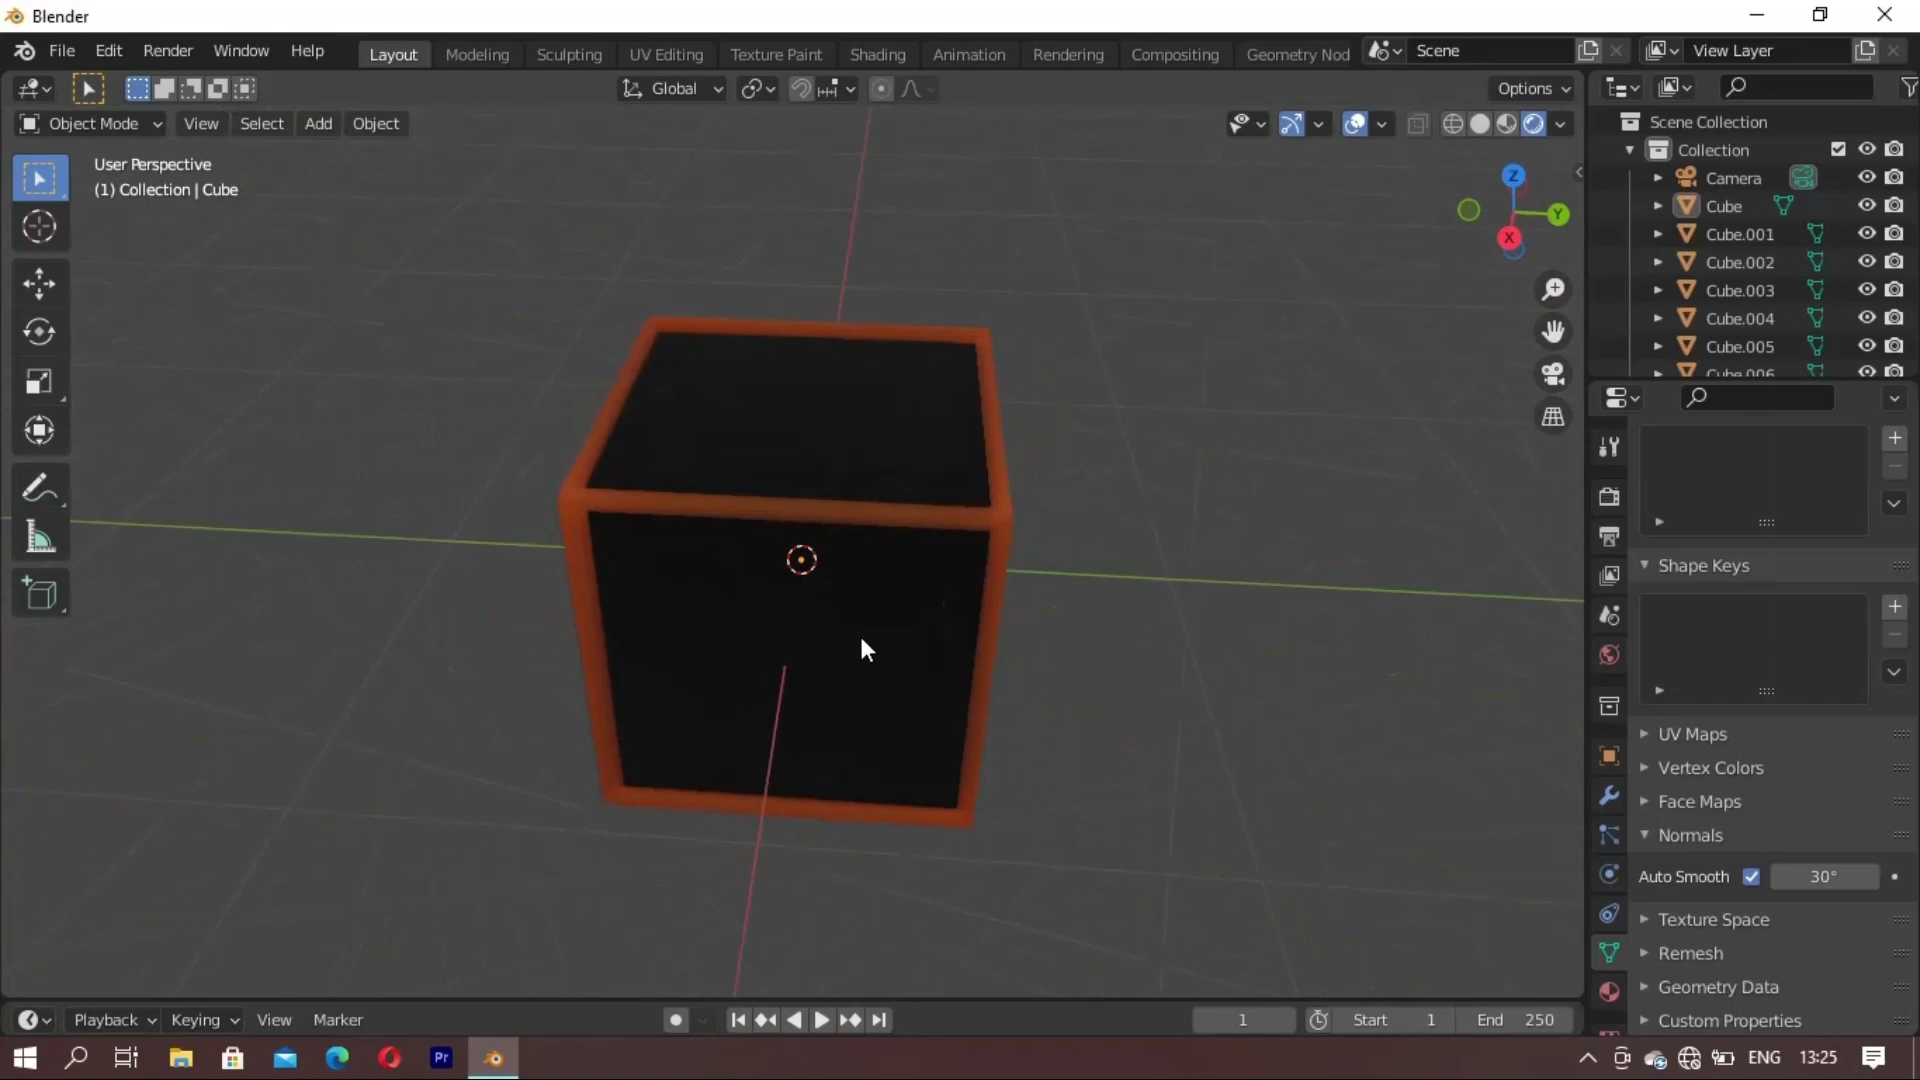 Blender
File Edit Render Window Help Layout Modeling Sculpting UV Editing Texture Paint Shading Animation Rendering Compositing Geometry Nod Scene View Layer
Global Options
Object Mode View Select Add Object
User Perspective
(1) Collection | Cube
Z
Y
X
Scene Collection
Collection
Camera
Cube
Cube.001
Cube.002
Cube.003
Cube.004
Cube.005
Cube.006
Shape Keys
UV Maps
Vertex Colors
Face Maps
Normals
Auto Smooth 30°
Texture Space
Remesh
Geometry Data
Custom Properties
Playback Keying View Marker 1 Start 1 End 250
Pr ENG 13:25